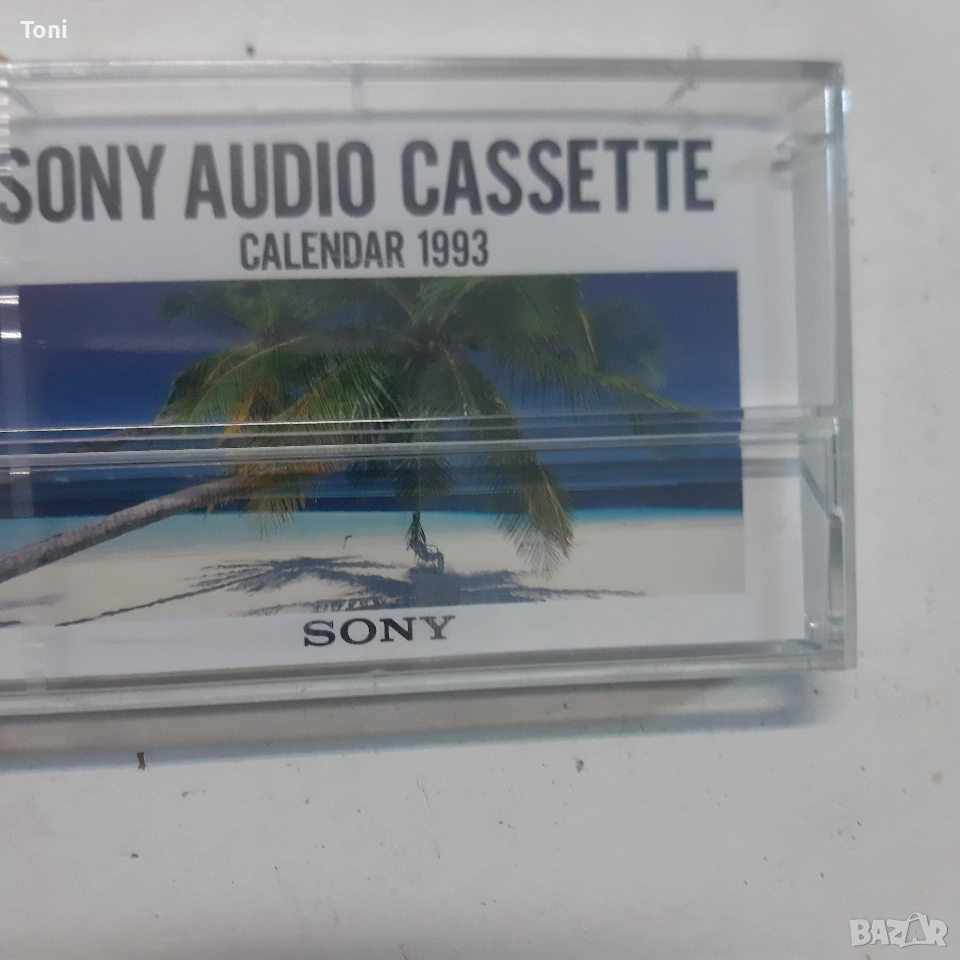 Toni
SONY AUDIO CASSETTE
CALENDAR 1993
SONY
BAZAR